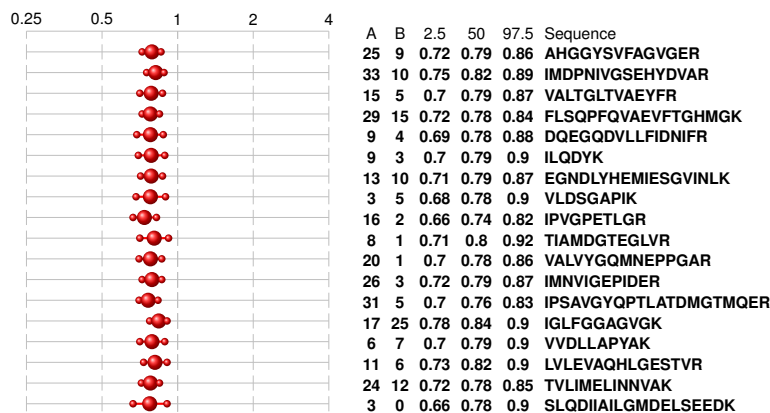 0.25 0.5 1 2 4
A B 2.5 50 97.5 Sequence
25 9 0.72 0.79 0.86 AHGGYSVFAGVGER
33 10 0.75 0.82 0.89 IMDPNIVGSEHYDVAR
15 5 0.7 0.79 0.87 VALTGLTVAEYFR
29 15 0.72 0.78 0.84 FLSQPFQVAEVFTGHMGK
9 4 0.69 0.78 0.88 DQEGQDVLLFIDNIFR
9 3 0.7 0.79 0.9 ILQDYK
13 10 0.71 0.79 0.87 EGNDLYHEMIESGVINLK
3 5 0.68 0.78 0.9 VLDSGAPIK
16 2 0.66 0.74 0.82 IPVGPETLGR
8 1 0.71 0.8 0.92 TIAMDGTEGLVR
20 1 0.7 0.78 0.86 VALVYGQMNEPPGAR
26 3 0.72 0.79 0.87 IMNVIGEPIDER
31 5 0.7 0.76 0.83 IPSAVGYQPTLATDMGTMQER
17 25 0.78 0.84 0.9 IGLFGGAGVGK
6 7 0.7 0.79 0.9 VVDLLAPYAK
11 6 0.73 0.82 0.9 LVLEVAQHLGESTVR
24 12 0.72 0.78 0.85 TVLIMELINNVAK
3 0 0.66 0.78 0.9 SLQDIIAILGMDELSEEDK